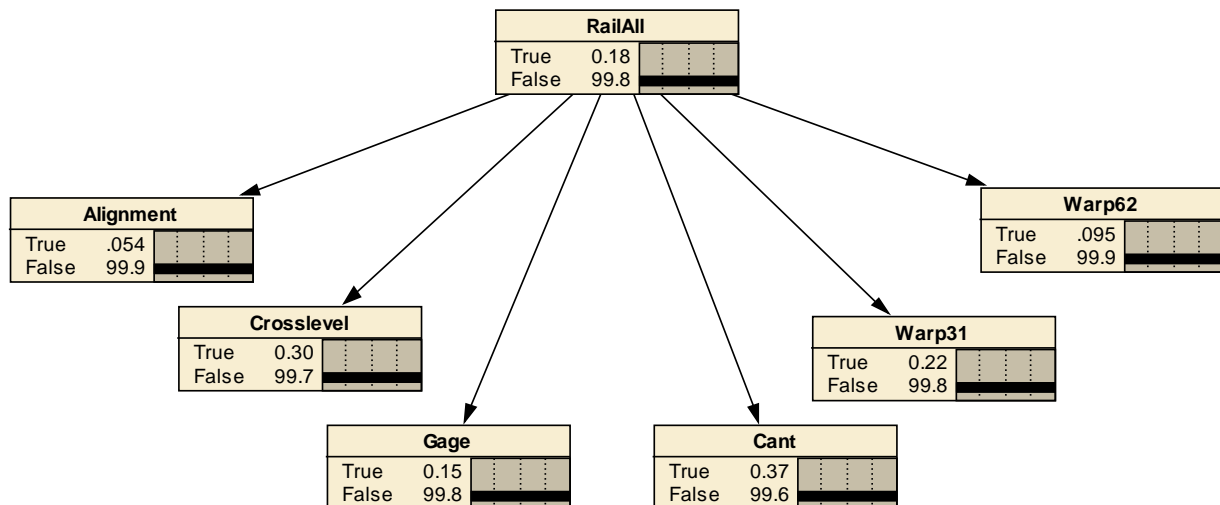 RailAll
True 0.18
False 99.8
Alignment
True .054
False 99.9
Warp62
True .095
False 99.9
Crosslevel
True 0.30
False 99.7
Warp31
True 0.22
False 99.8
Gage
True 0.15
False 99.8
Cant
True 0.37
False 99.6